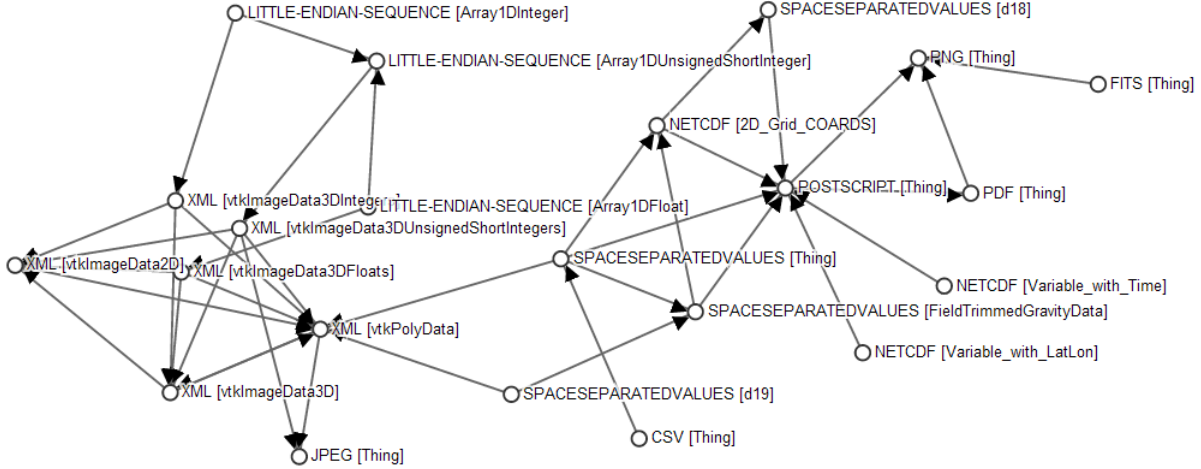 LITTLE-ENDIAN-SEQUENCE [Array1DInteger]
SPACESEPARATEDVALUES [d18]
LITTLE-ENDIAN-SEQUENCE [Array1DUnsignedShortInteger]
PNG [Thing]
FITS [Thing]
NETCDF [2D_Grid_COARDS]
POSTSCRIPT [Thing]
PDF [Thing]
XML [vtkImageData3DIntegers]
LITTLE-ENDIAN-SEQUENCE [Array1DFloat]
XML [vtkImageData3DUnsignedShortIntegers]
XML [vtkImageData2D]
XML [vtkImageData3DFloats]
SPACESEPARATEDVALUES [Thing]
NETCDF [Variable_with_Time]
SPACESEPARATEDVALUES [FieldTrimmedGravityData]
XML [vtkPolyData]
NETCDF [Variable_with_LatLon]
XML [vtkImageData3D]
SPACESEPARATEDVALUES [d19]
CSV [Thing]
JPEG [Thing]